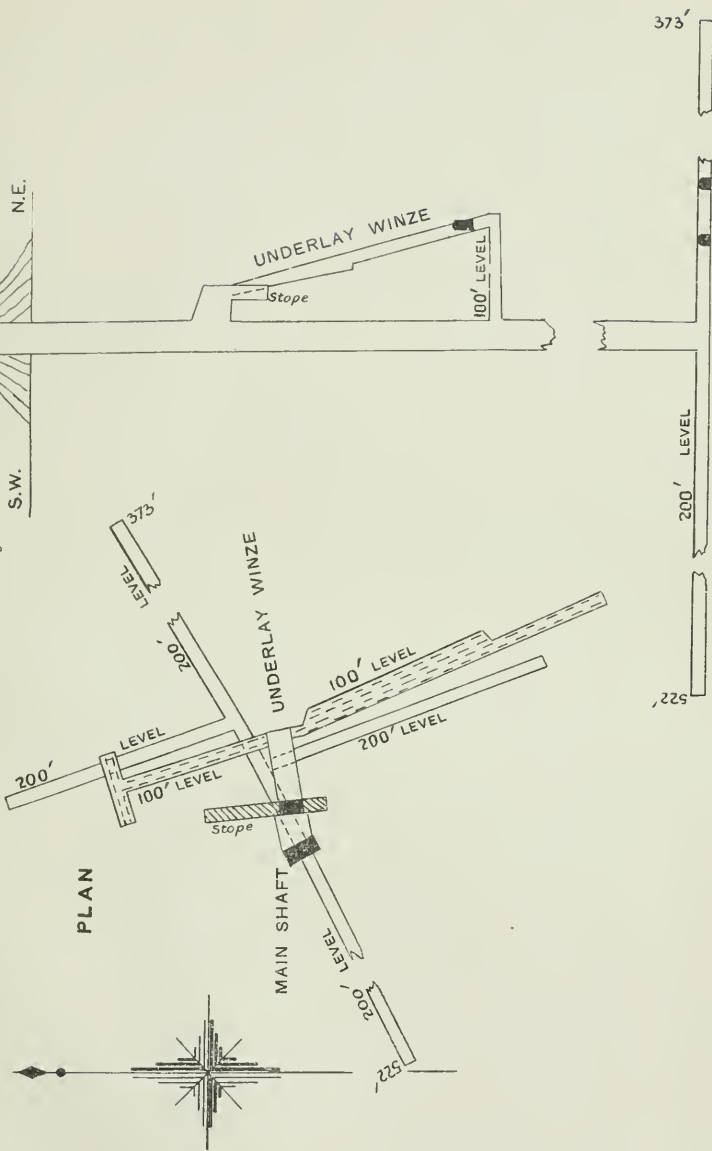 S.W.
N.E.
UNDERLAY WINZE
Stope
100' LEVEL
373'
200' LEVEL
522'
PLAN
200'
LEVEL
100' LEVEL
Stope
MAIN SHAFT
UNDERLAY WINZE
200'
LEVEL
373'
100' LEVEL
200' LEVEL
200' LEVEL
522'